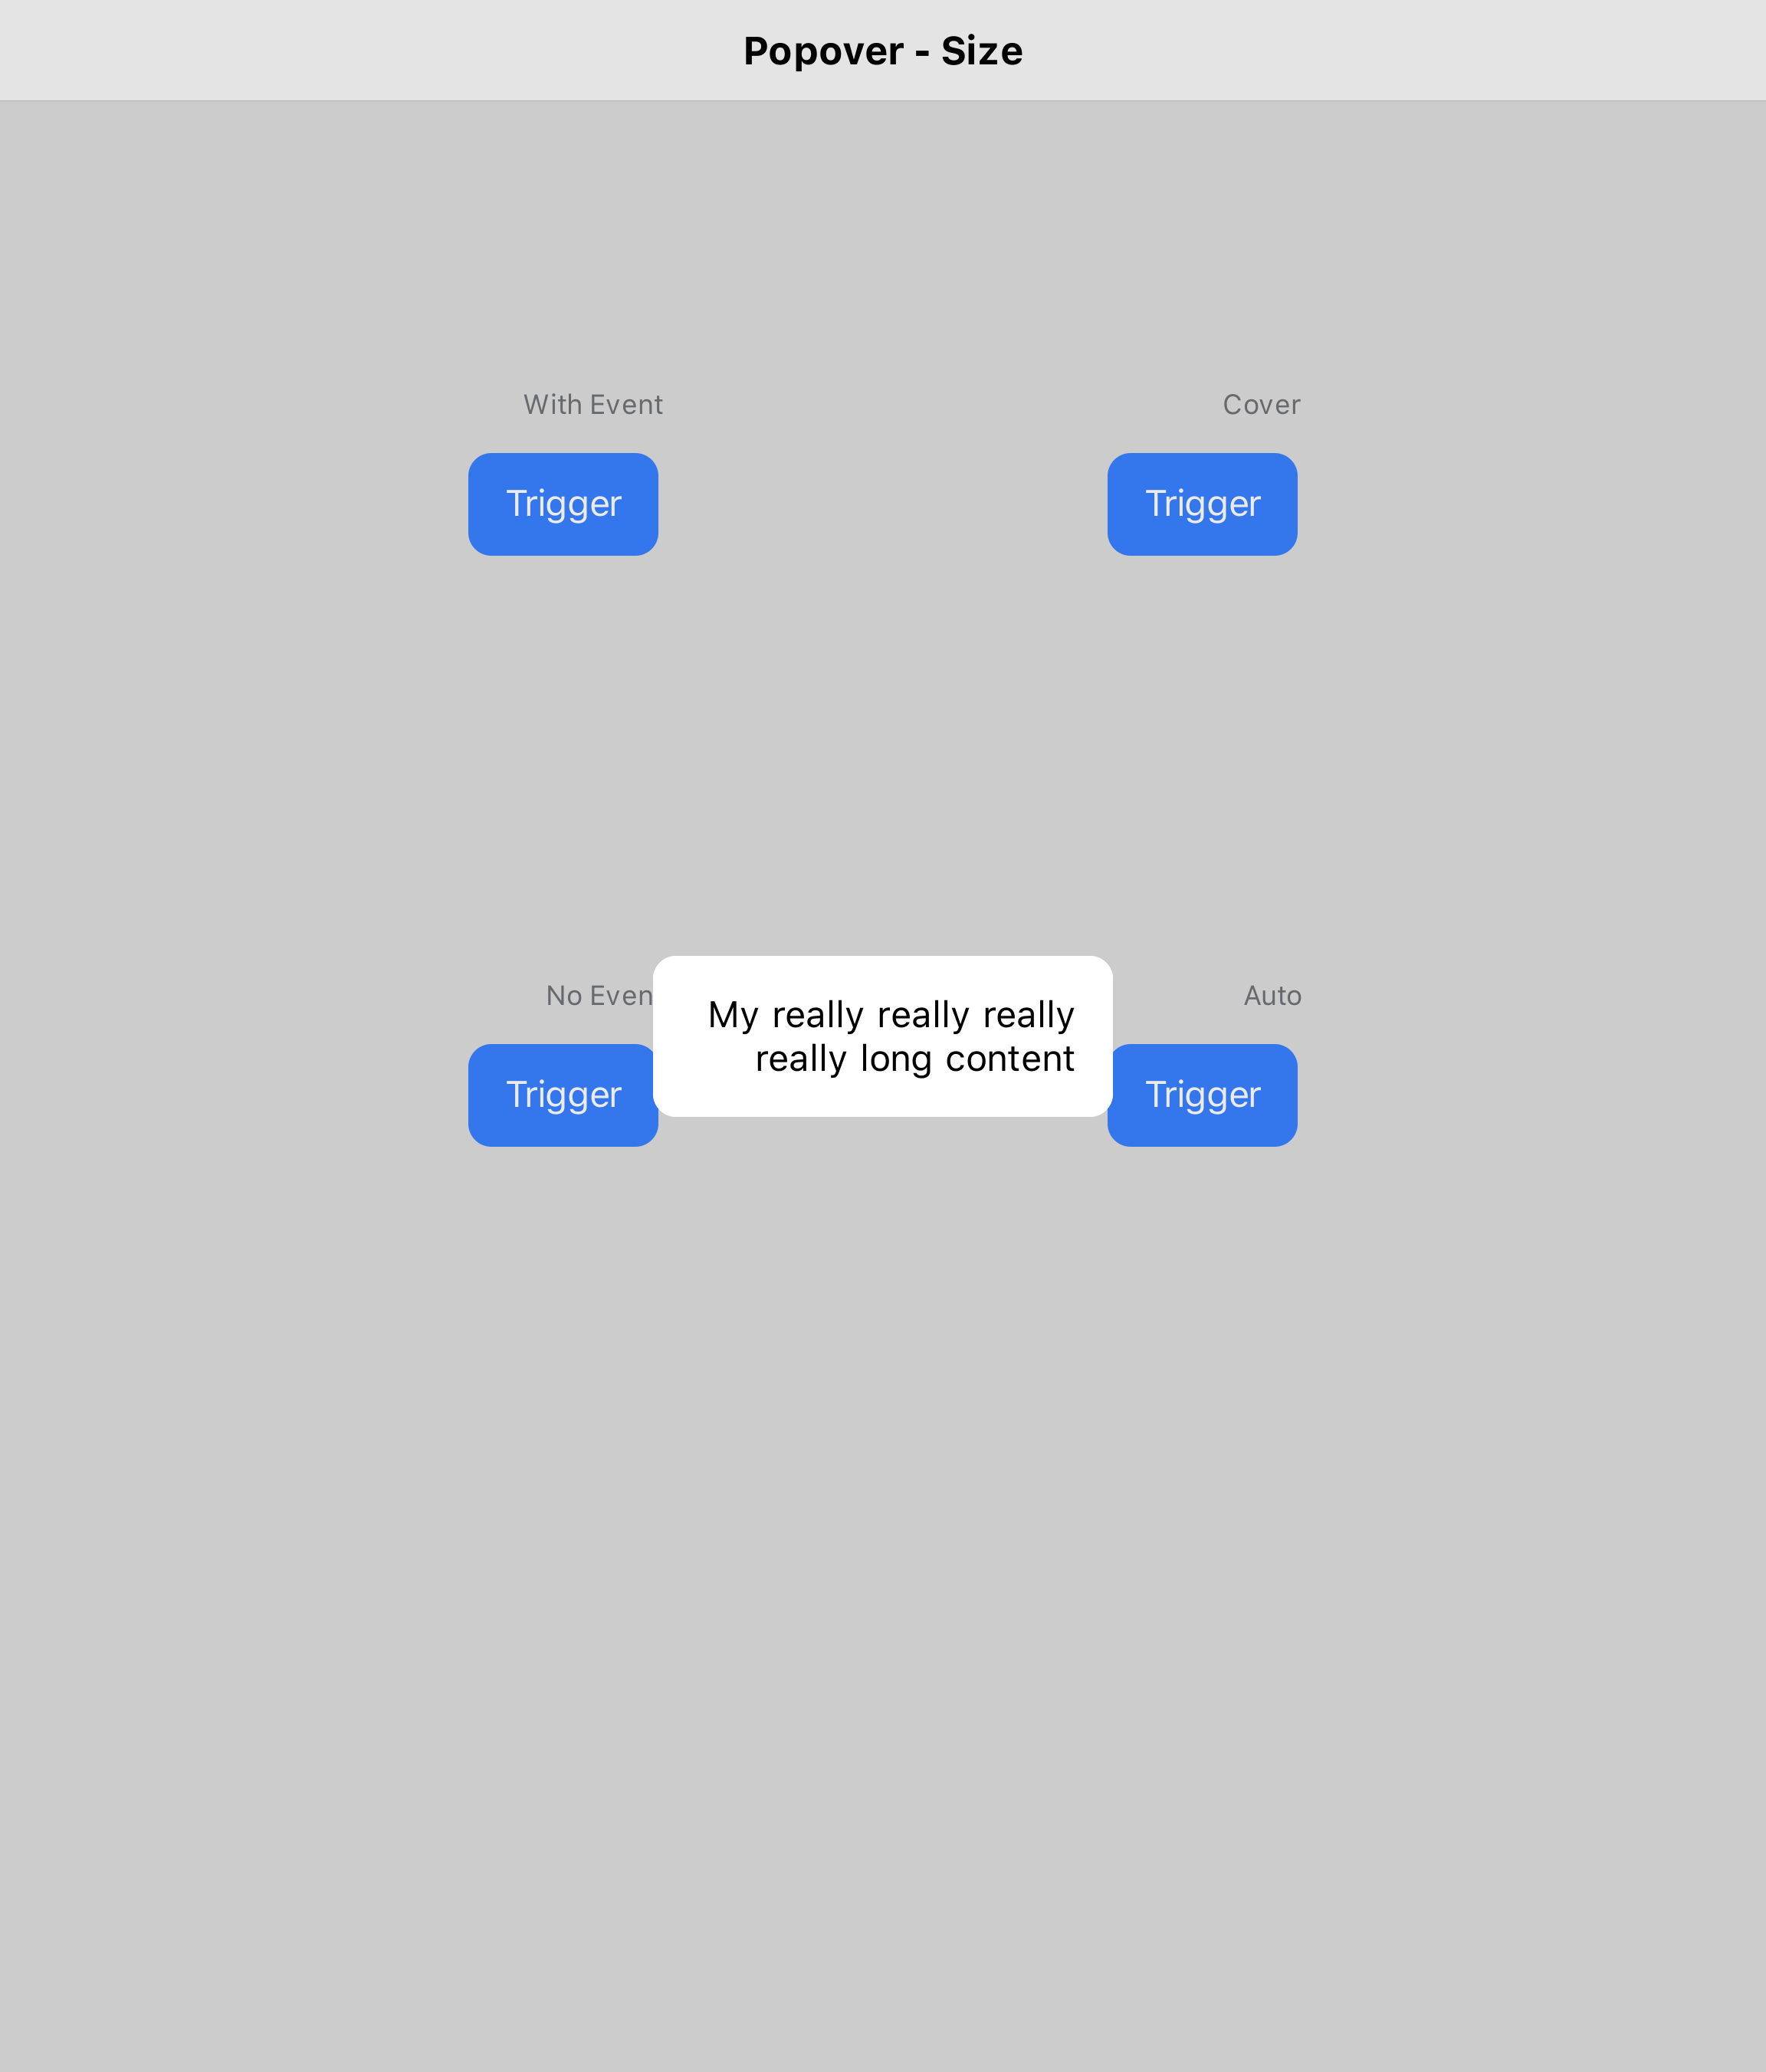 Popover - Size
With Event
Cover
Trigger
Trigger
No Even
Auto
My really really really
really long content
Trigger
Trigger